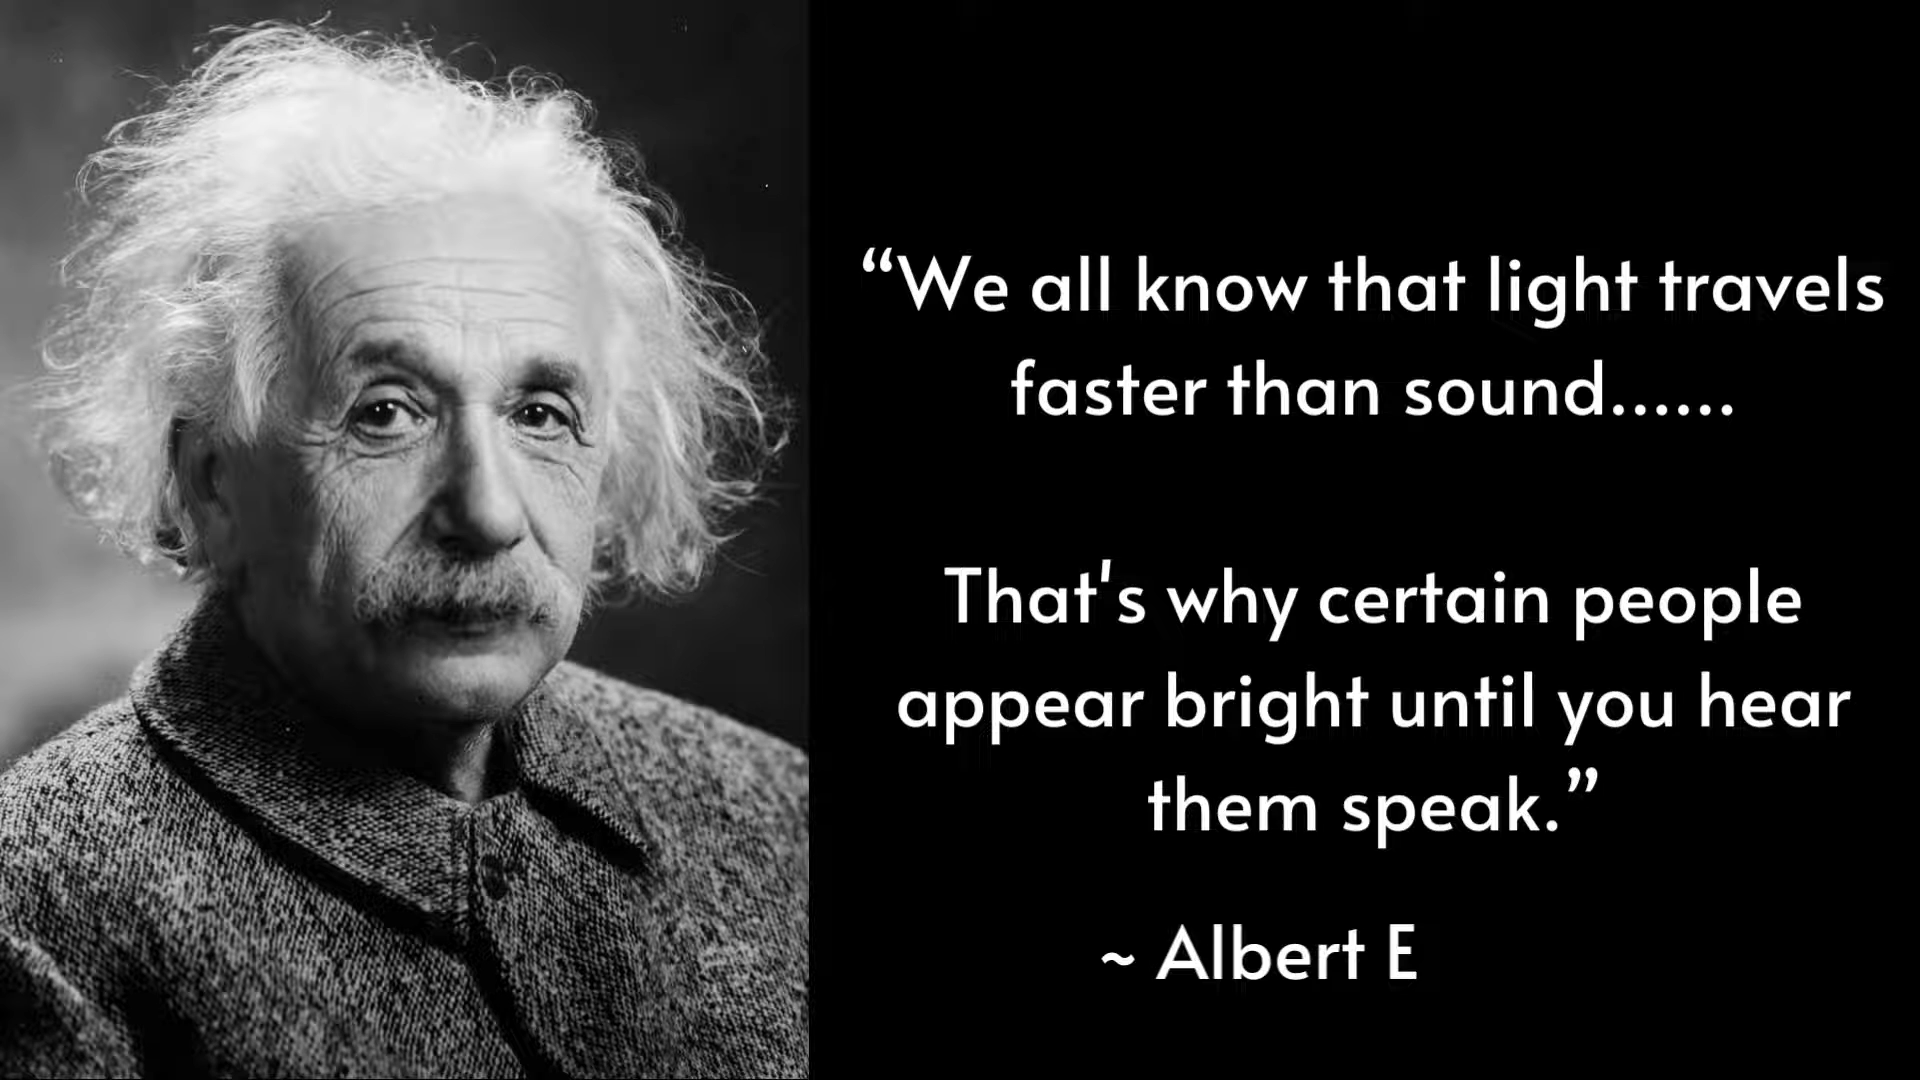 “We all know that light travels
faster than sound......
That's why certain people
appear bright until you hear
them speak.”
~ Albert E